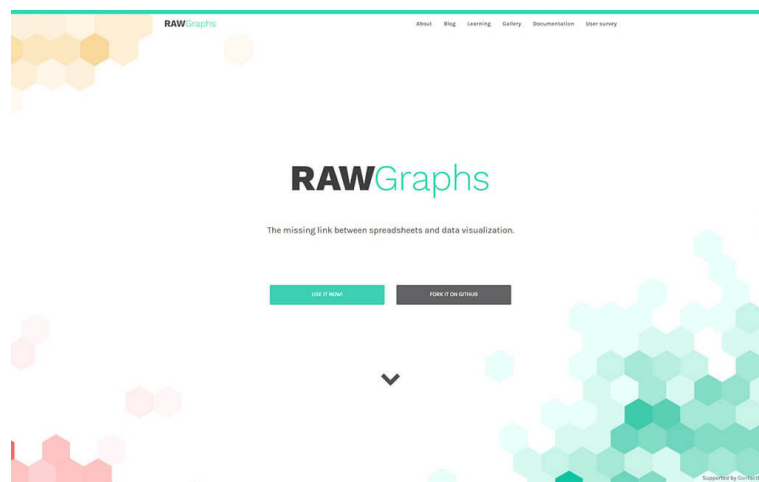 RAWGraphs
About Blog Learning Gallery Documentation User survey
RAWGraphs
The missing link between spreadsheets and data visualization.
USE IT NOW!
FORK IT ON GITHUB
Supported by